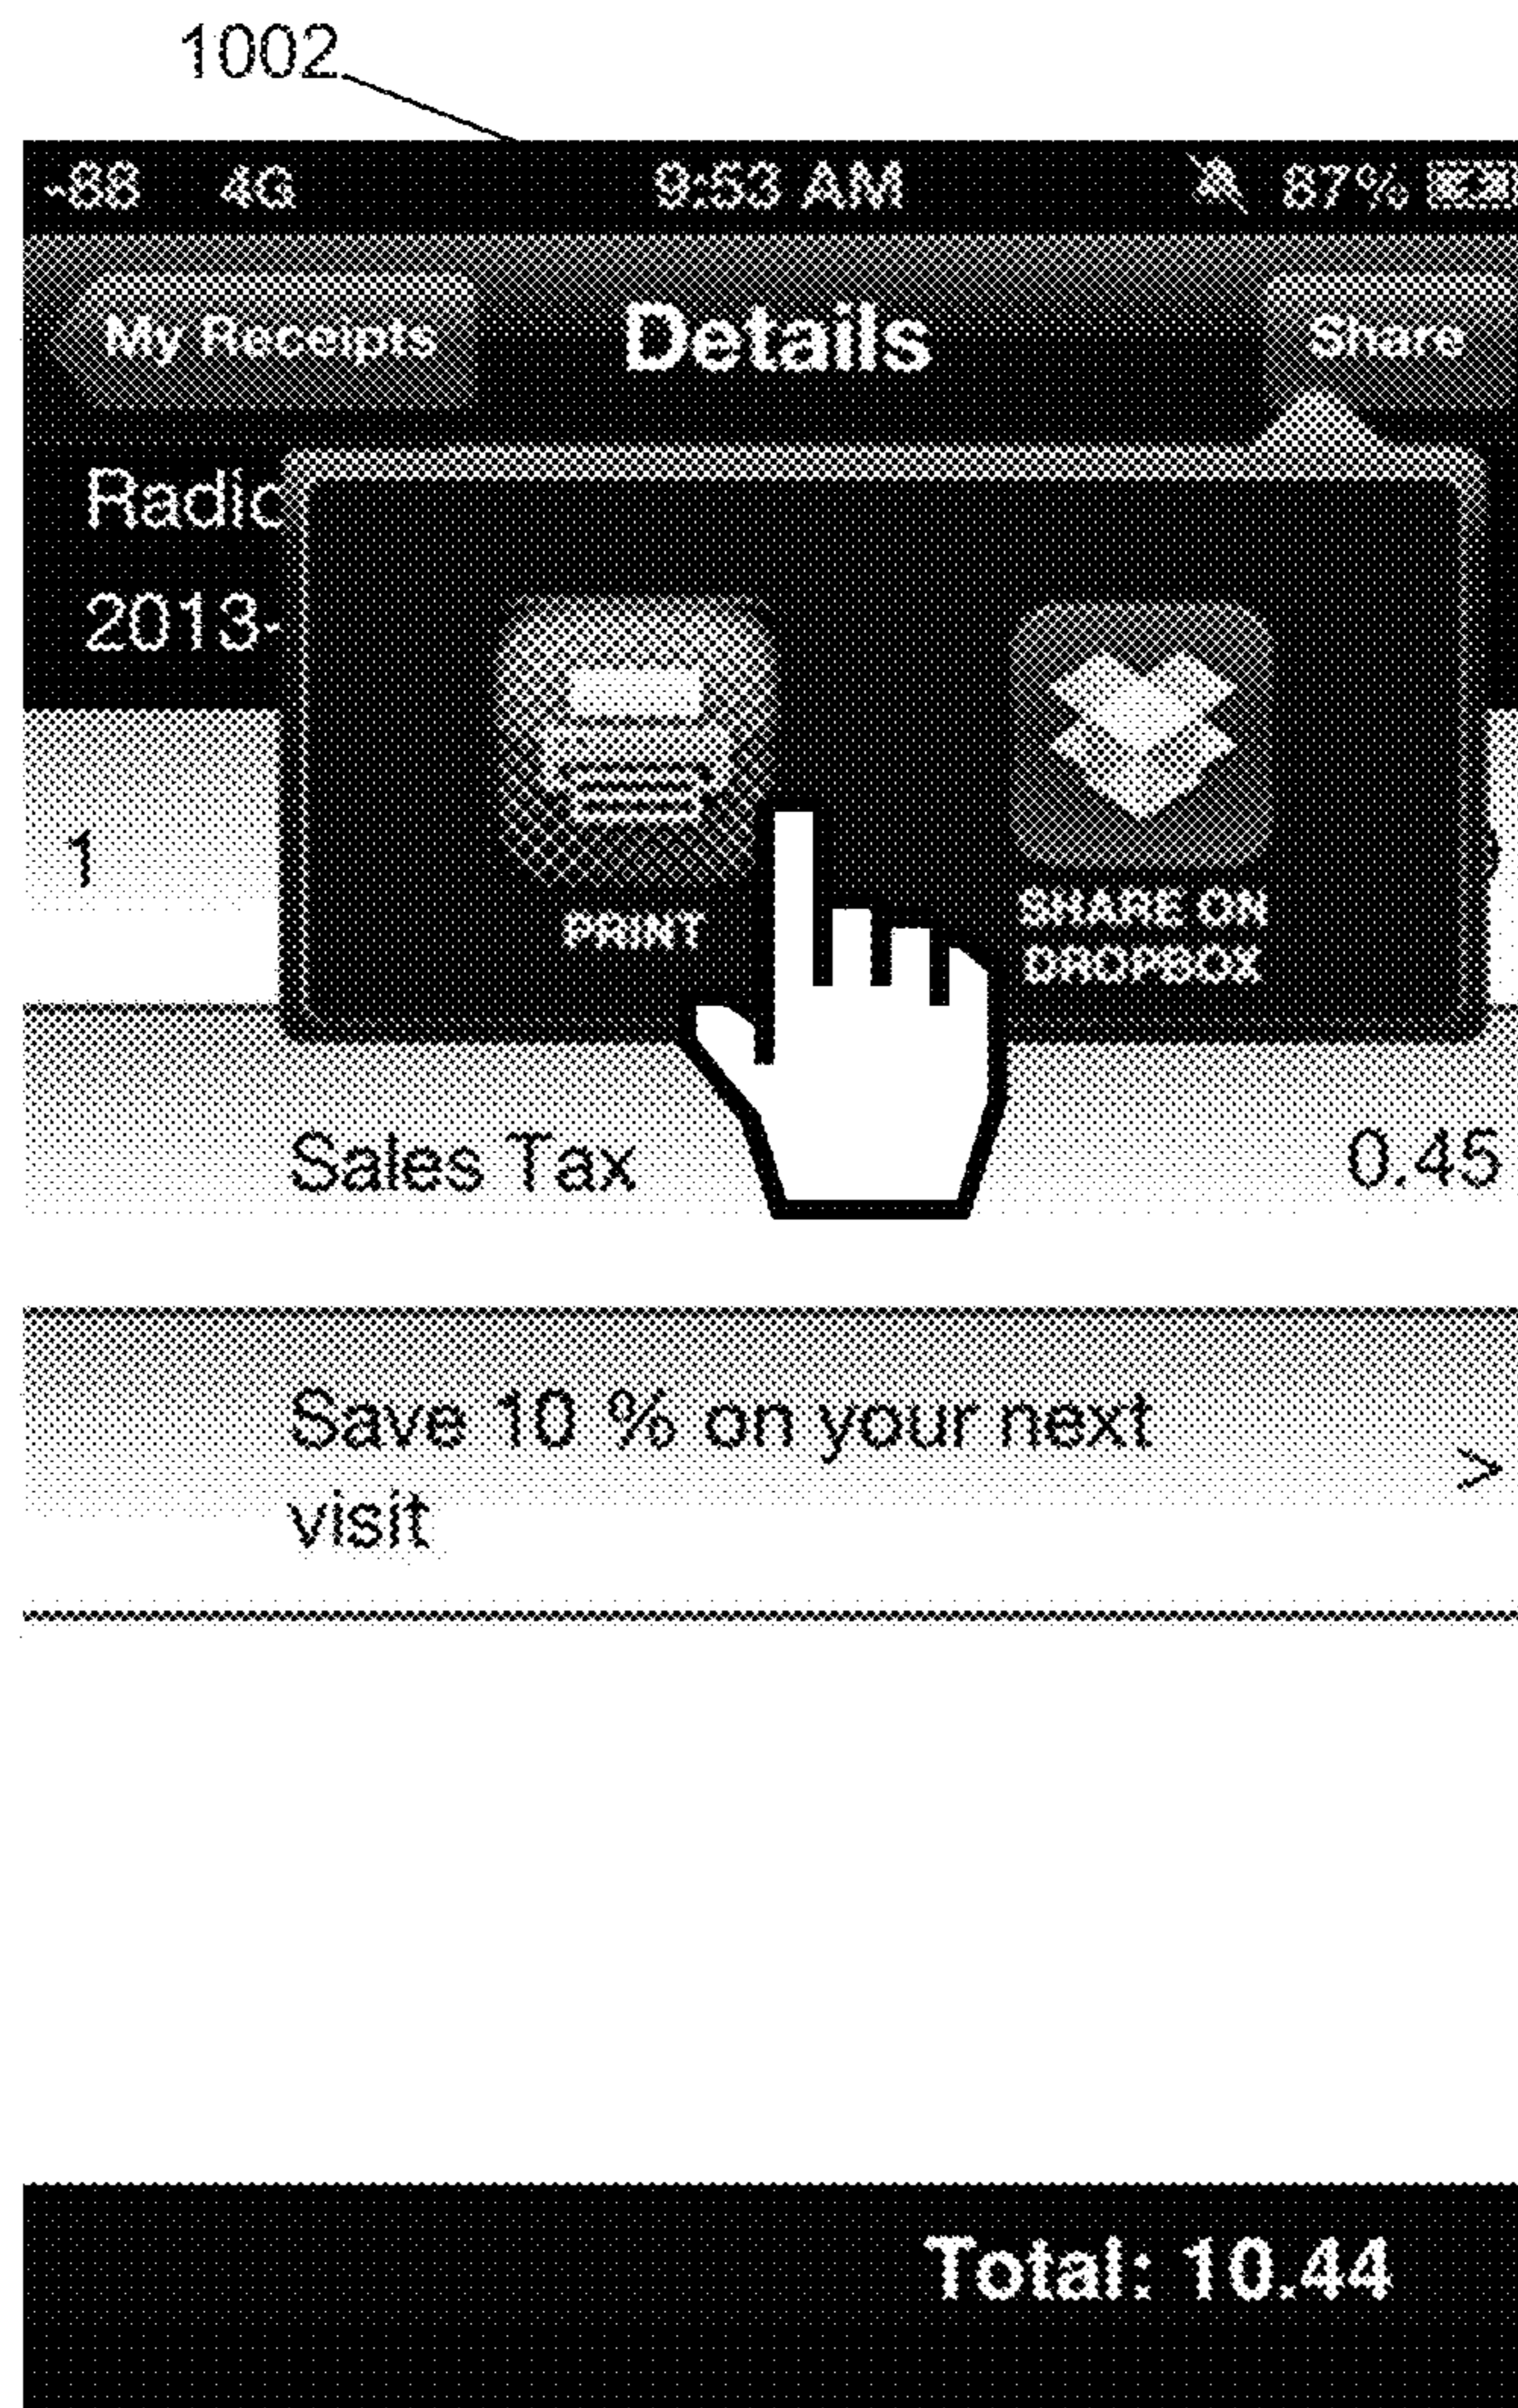 1002
-88 4G 9:53 AM 87%
My Receipts Details Share
Radio
2013-
1
PRINT
SHARE ON
DROPBOX
Sales Tax 0.45
Save 10 % on your next >
visit
Total: 10.44